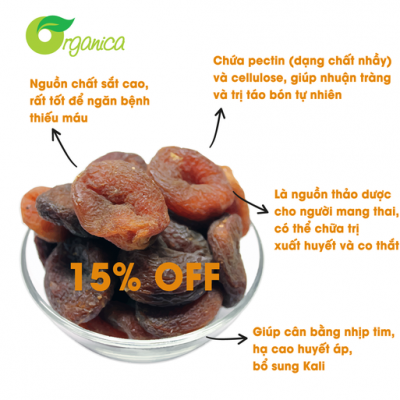 Organica
Nguồn chất sắt cao,
rất tốt để ngăn bệnh
thiếu máu
Chứa pectin (dạng chất nhầy)
và cellulose, giúp nhuận tràng
và trị táo bón tự nhiên
Là nguồn thảo dược
cho người mang thai,
có thể chữa trị
xuất huyết và co thắt
15% OFF
Giúp cân bằng nhịp tim,
hạ cao huyết áp,
bổ sung Kali